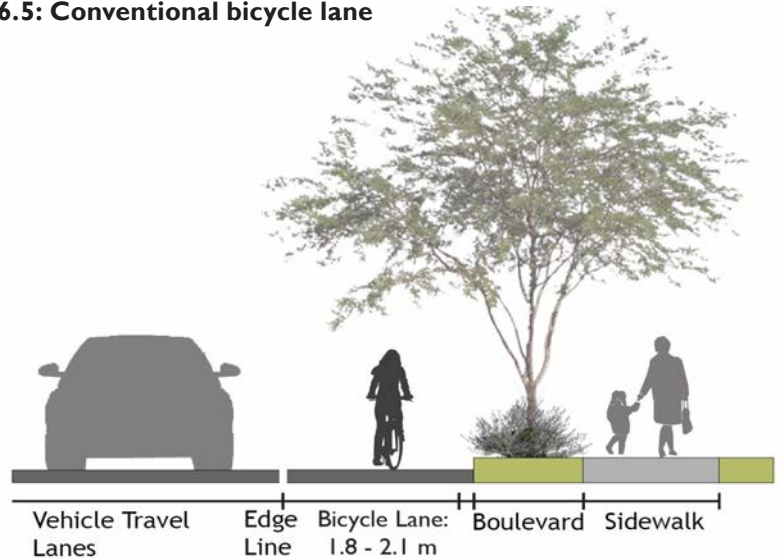 6.5: Conventional bicycle lane
Vehicle Travel
Lanes
Edge
Line
Bicycle Lane:
1.8 - 2.1 m
Boulevard
Sidewalk